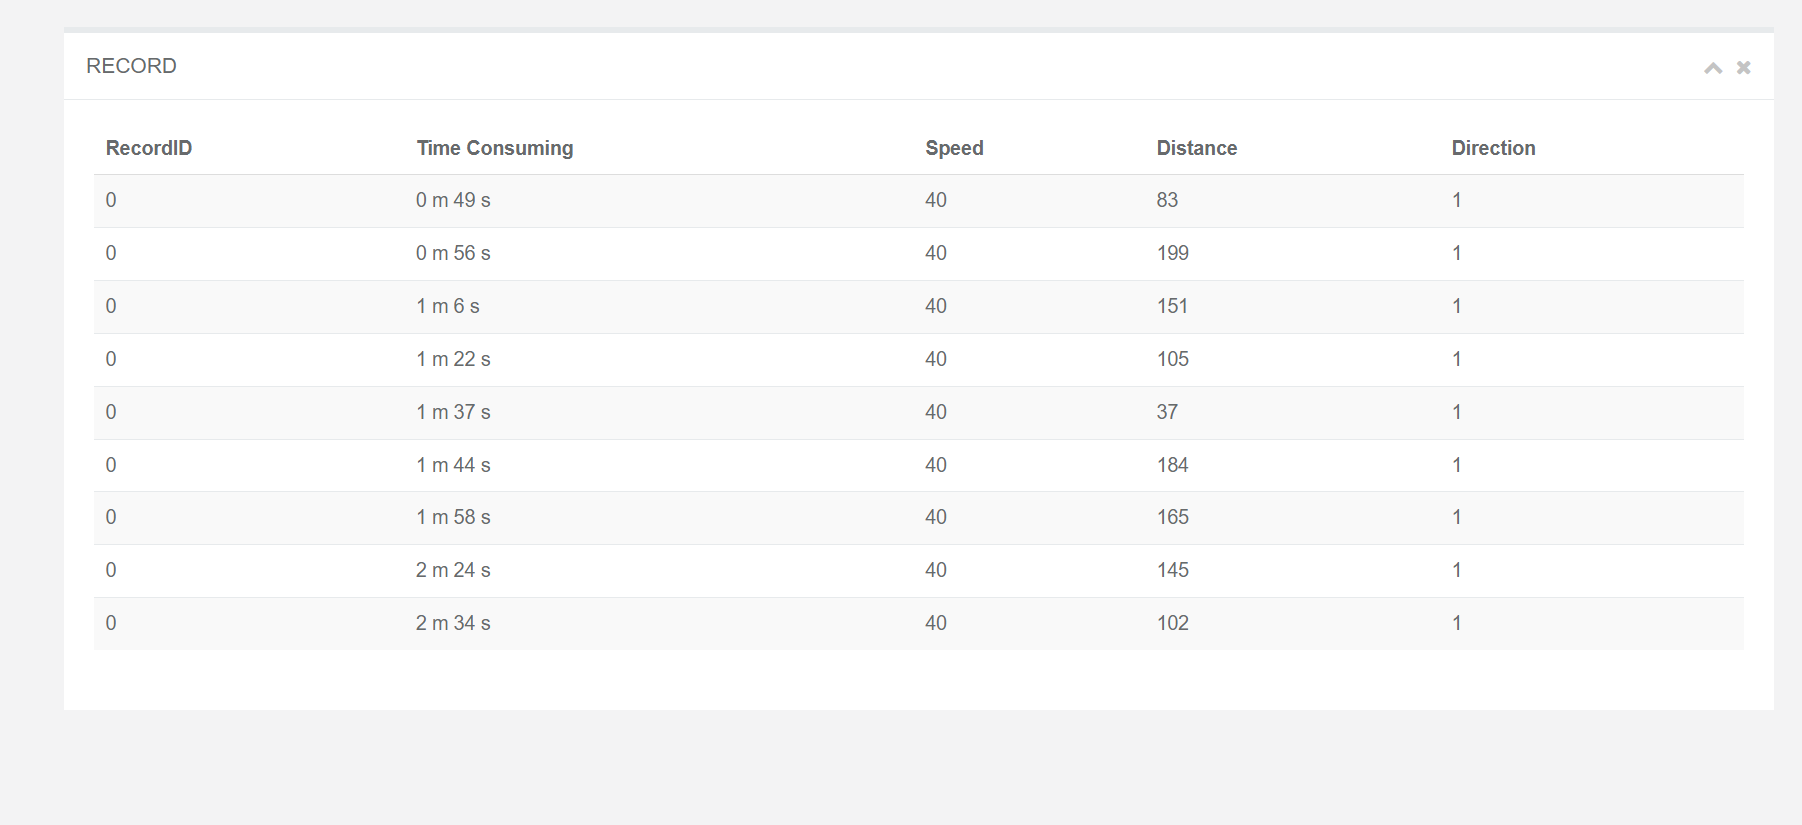 RECORD
RecordID Time Consuming Speed Distance Direction
0 0 m 49 s 40 83 1
0 0 m 56 s 40 199 1
0 1 m 6 s 40 151 1
0 1 m 22 s 40 105 1
0 1 m 37 s 40 37 1
0 1 m 44 s 40 184 1
0 1 m 58 s 40 165 1
0 2 m 24 s 40 145 1
0 2 m 34 s 40 102 1